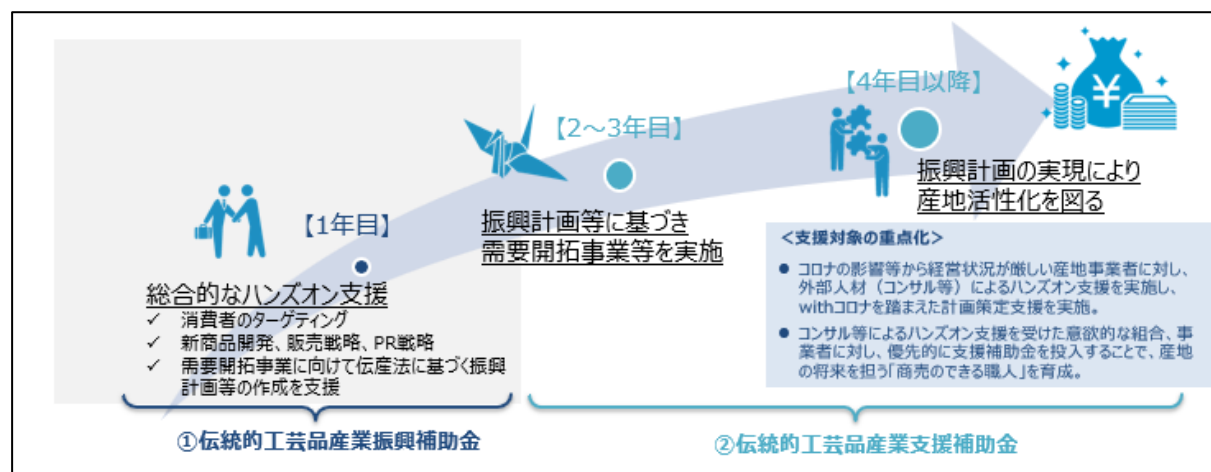 【1年目】
総合的なハンズオン支援
✓ 消費者のターゲティング
✓ 新商品開発、販売戦略、PR戦略
✓ 需要開拓事業に向けて伝産法に基づく振興
計画等の作成を支援
①伝統的工芸品産業振興補助金
【2～3年目】
振興計画等に基づき
需要開拓事業等を実施
【4年目以降】
¥
振興計画の実現により
産地活性化を図る
＜支援対象の重点化＞
● コロナの影響等から経営状況が厳しい産地事業者に対し、
外部人材（コンサル等）によるハンズオン支援を実施し、
withコロナを踏まえた計画策定支援を実施。
● コンサル等によるハンズオン支援を受けた意欲的な組合、事
業者に対し、優先的に支援補助金を投入することで、産地
の将来を担う「商売のできる職人」を育成。
②伝統的工芸品産業支援補助金